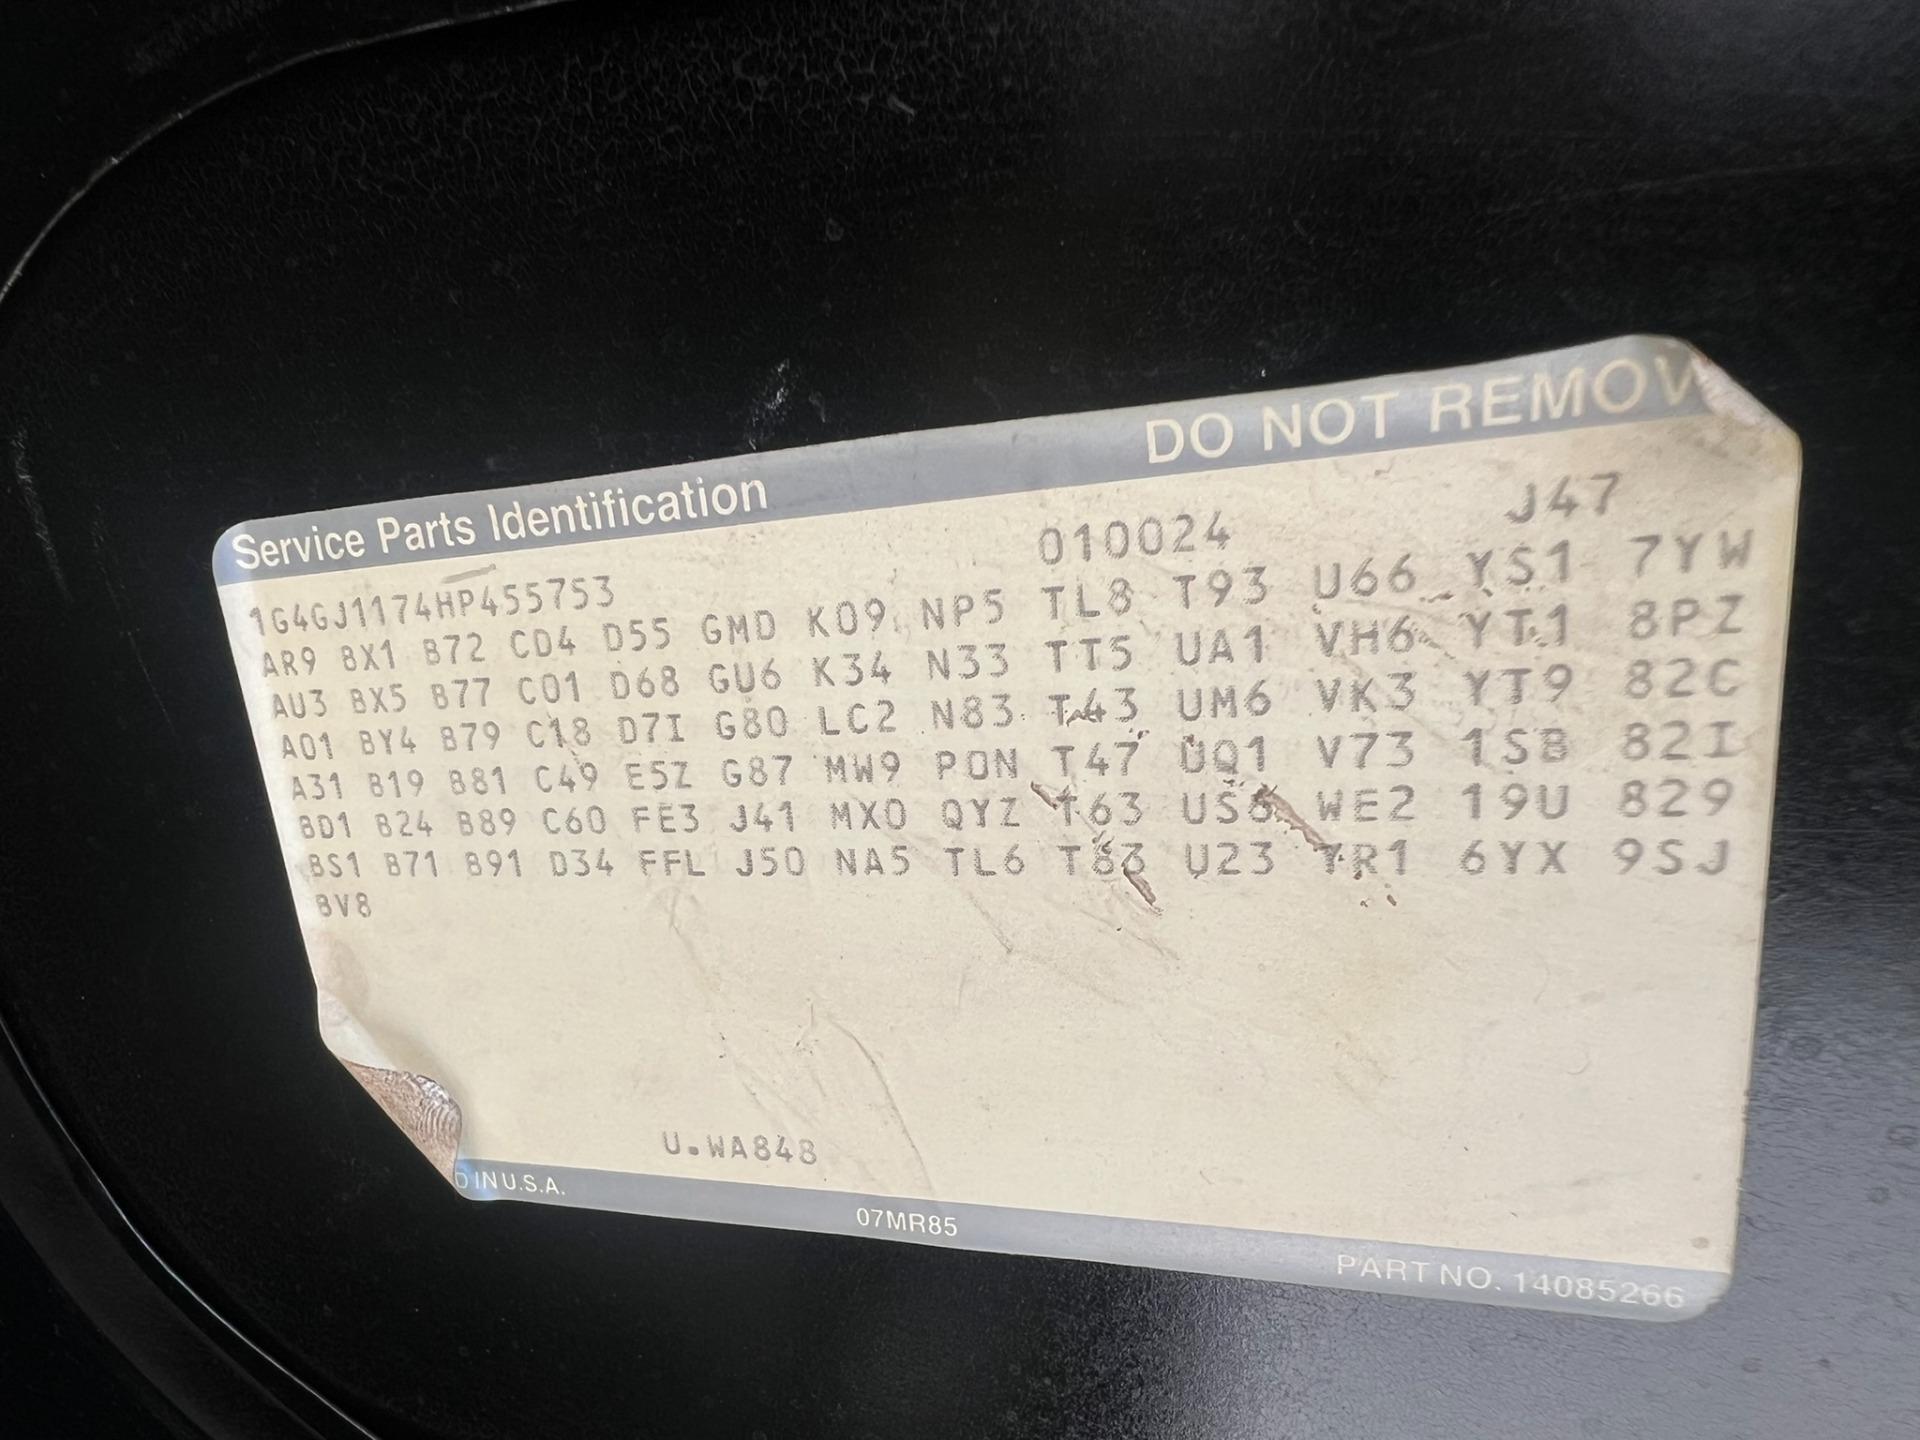 Service Parts Identification DO NOT REMOV
1G4GJ1174HP455753 010024 J47
AR9 BX1 B72 CD4 D55 GMD K09 NP5 TL8 T93 U66 YS1 7YW
AU3 BX5 B77 C01 D68 GU6 K34 N33 TT5 UA1 VH6 YT1 8PZ
A01 BY4 B79 C18 D7I G80 LC2 N83 T43 UM6 VK3 YT9 82C
A31 B19 B81 C49 E5Z G87 MW9 PON T47 UQ1 V73 1SB 82I
BD1 B24 B89 C60 FE3 J41 MX0 QYZ T63 US6 WE2 19U 829
BS1 B71 B91 D34 FFL J50 NA5 TL6 T83 U23 YR1 6YX 9SJ
BV8
U.WA848
D IN U.S.A. 07MR85 PART NO. 14085266